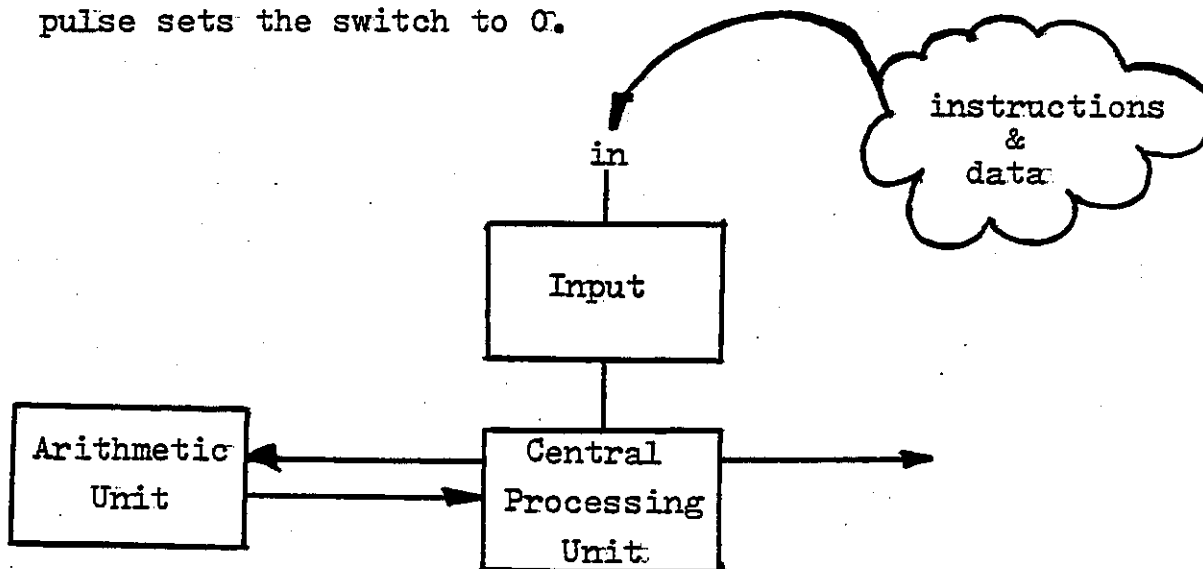 pulse sets the switch to 0.
instructions
&
data
in
Input
Arithmetic
Unit
Central
Processing
Unit